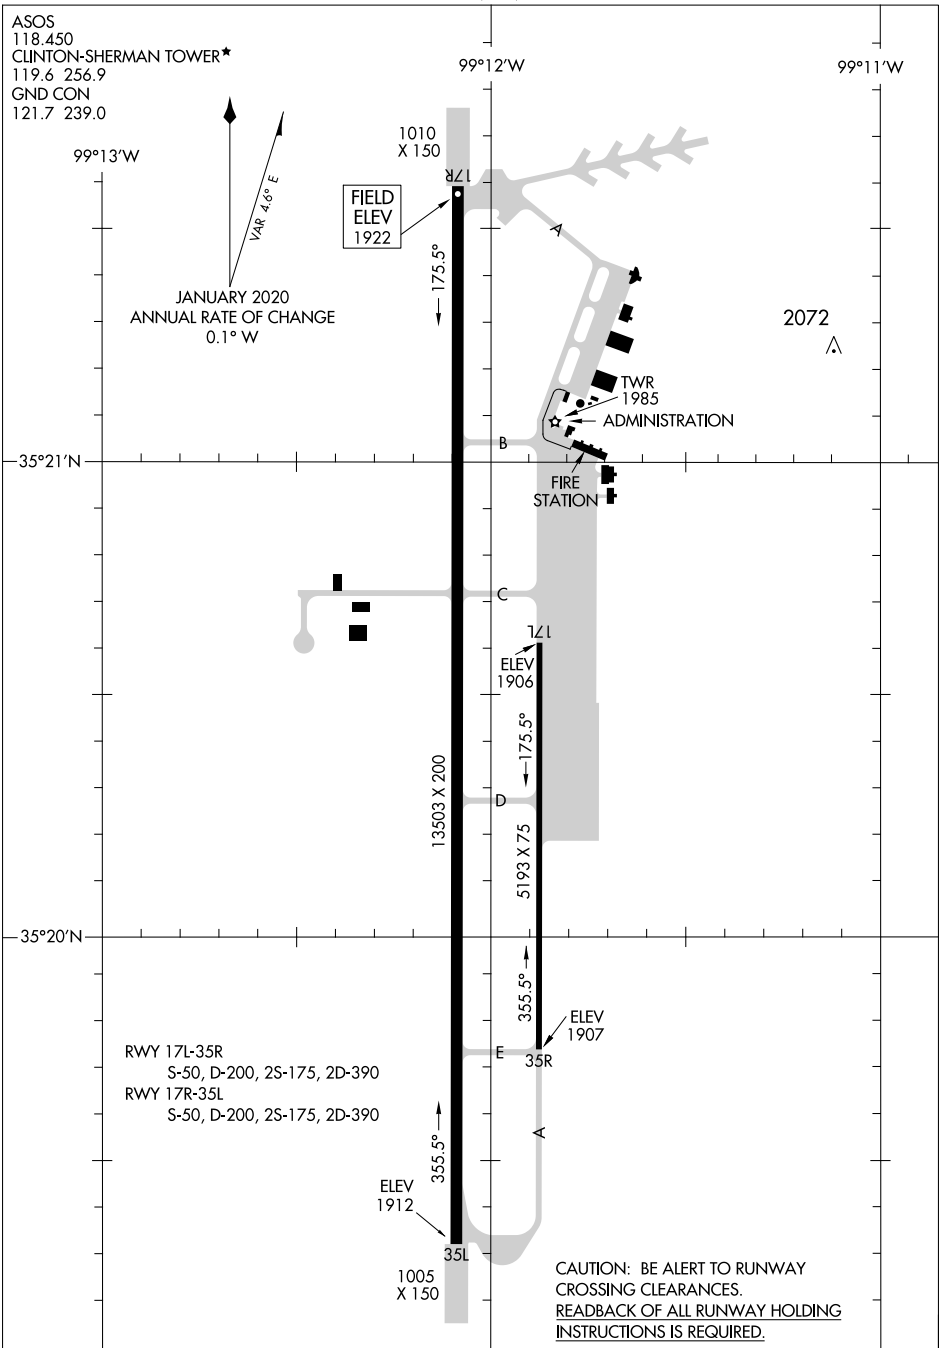 ASOS
118.450
CLINTON-SHERMAN TOWER★
119.6 256.9
GND CON
121.7 239.0
99°13'W
99°12'W
99°11'W
VAR 4.6° E
JANUARY 2020
ANNUAL RATE OF CHANGE
0.1° W
1010
X 150
17R
FIELD
ELEV
1922
175.5°
A
2072
TWR
1985
ADMINISTRATION
B
35°21'N
FIRE
STATION
C
17L
ELEV
1906
175.5°
13503 X 200
D
5193 X 75
35°20'N
355.5°
ELEV
1907
E
35R
RWY 17L-35R
S-50, D-200, 2S-175, 2D-390
RWY 17R-35L
S-50, D-200, 2S-175, 2D-390
355.5°
A
ELEV
1912
35L
1005
X 150
CAUTION: BE ALERT TO RUNWAY
CROSSING CLEARANCES.
READBACK OF ALL RUNWAY HOLDING
INSTRUCTIONS IS REQUIRED.